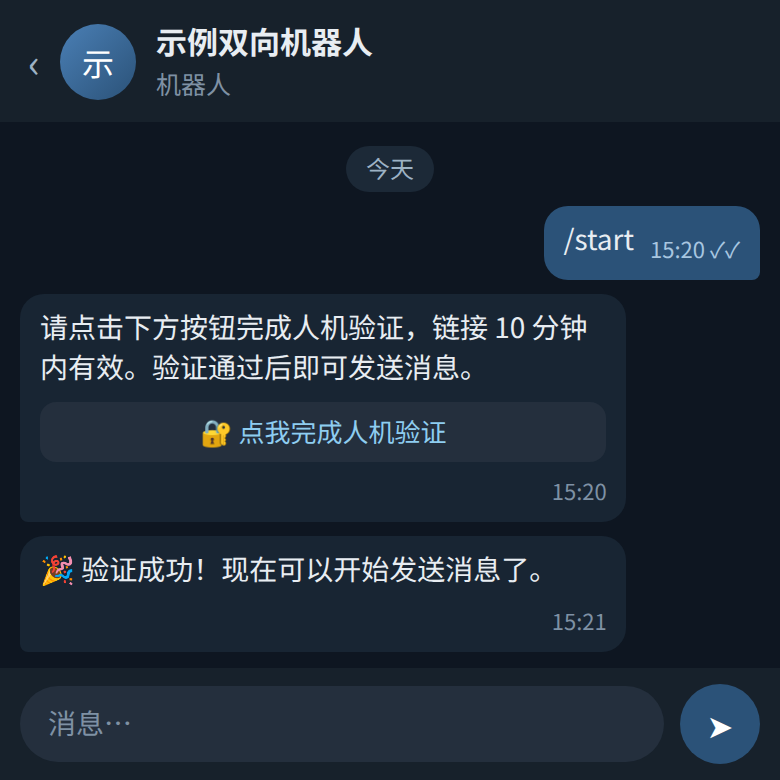 示
示例双向机器人
机器人
今天
/start 15:20 ✓✓
请点击下方按钮完成人机验证，链接 10 分钟
内有效。验证通过后即可发送消息。
🔐 点我完成人机验证
15:20
🎉 验证成功！现在可以开始发送消息了。
15:21
消息…